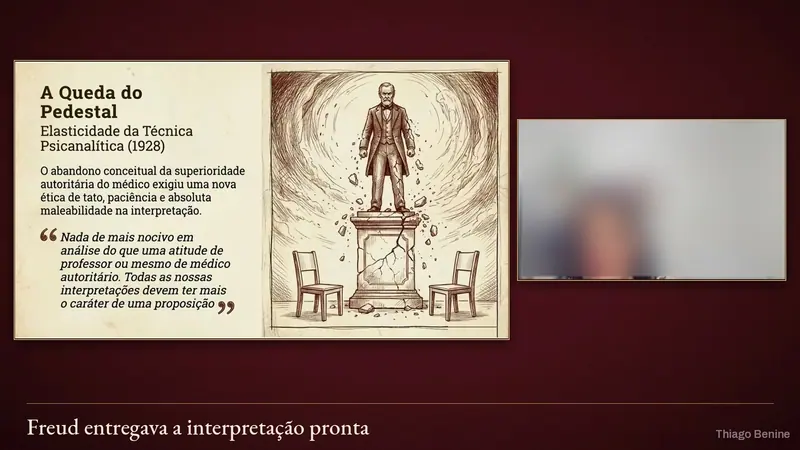 A Queda do
Pedestal
Elasticidade da Técnica
Psicanalítica (1928)
O abandono conceitual da superioridade
autoritária do médico exigiu uma nova
ética de tato, paciência e absoluta
maleabilidade na interpretação.
“ Nada de mais nocivo em
análise do que uma atitude de
professor ou mesmo de médico
autoritário. Todas as nossas
interpretações devem ter mais
o caráter de uma proposição ”
Freud entregava a interpretação pronta
Thiago Benine